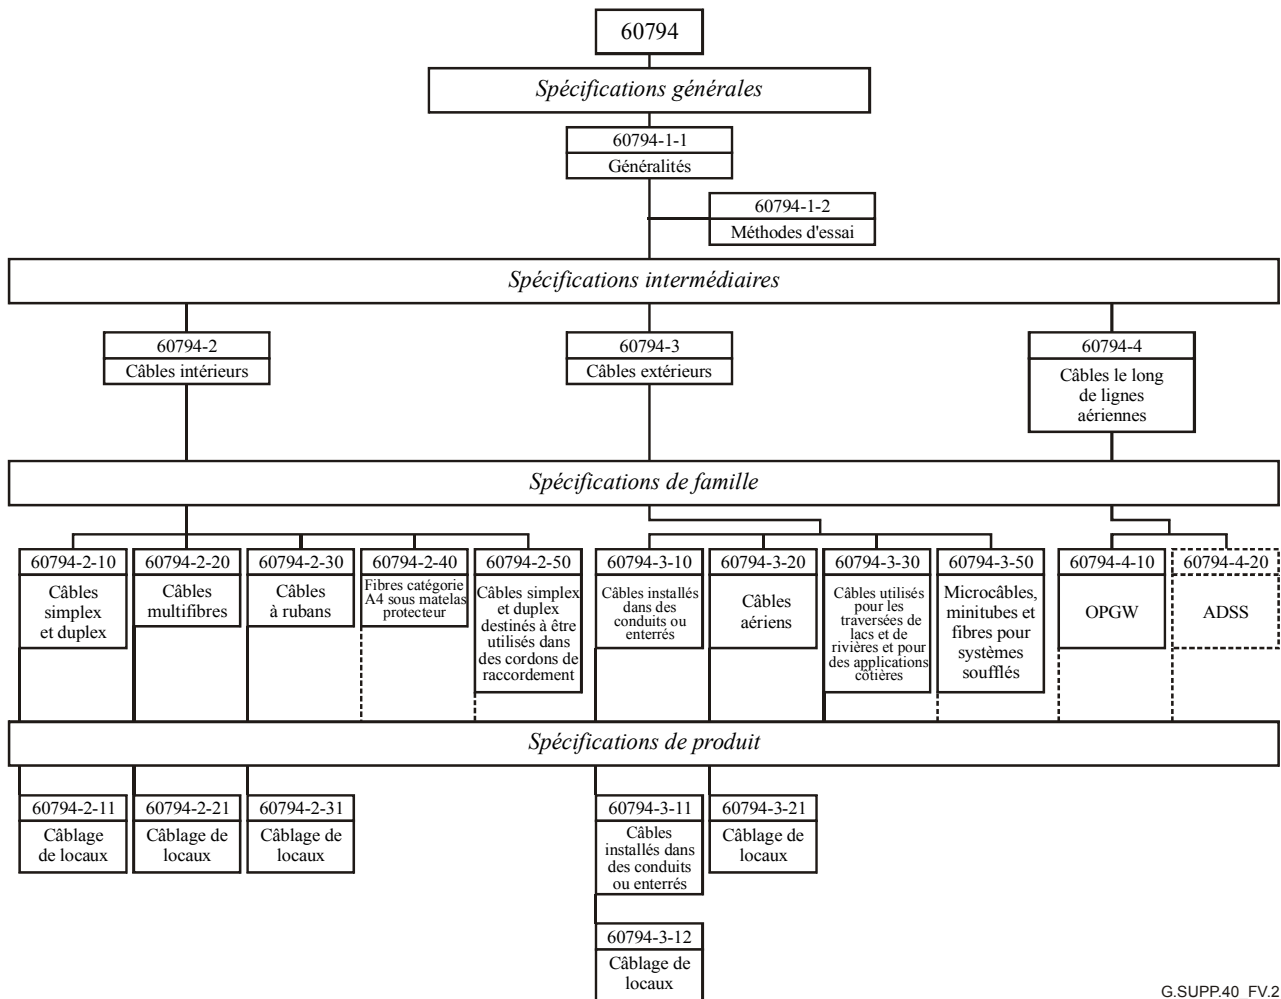 60794
Spécifications générales
60794-1-1
Généralités
60794-1-2
Méthodes d'essai
Spécifications intermédiaires
60794-2
Câbles intérieurs
60794-3
Câbles extérieurs
60794-4
Câbles le long
de lignes
aériennes
Spécifications de famille
60794-2-10
Câbles
simplex
et duplex
60794-2-20
Câbles
multifibres
60794-2-30
Câbles
à rubans
60794-2-40
Fibres catégorie
A4 sous matelas
protecteur
60794-2-50
Câbles simplex
et duplex
destinés à être
utilisés dans
des cordons de
raccordement
60794-3-10
Câbles installés
dans des
conduits ou
enterrés
60794-3-20
Câbles
aériens
60794-3-30
Câbles utilisés
pour les
traversées de
lacs et de
rivières et pour
des applications
côtières
60794-3-50
Microcâbles,
minitubes et
fibres pour
systèmes
soufflés
60794-4-10
OPGW
60794-4-20
ADSS
Spécifications de produit
60794-2-11
Câblage
de locaux
60794-2-21
Câblage de
locaux
60794-2-31
Câblage de
locaux
60794-3-11
Câbles
installés dans
des conduits
ou enterrés
60794-3-21
Câblage de
locaux
60794-3-12
Câblage de
locaux
G.SUPP.40_FV.2